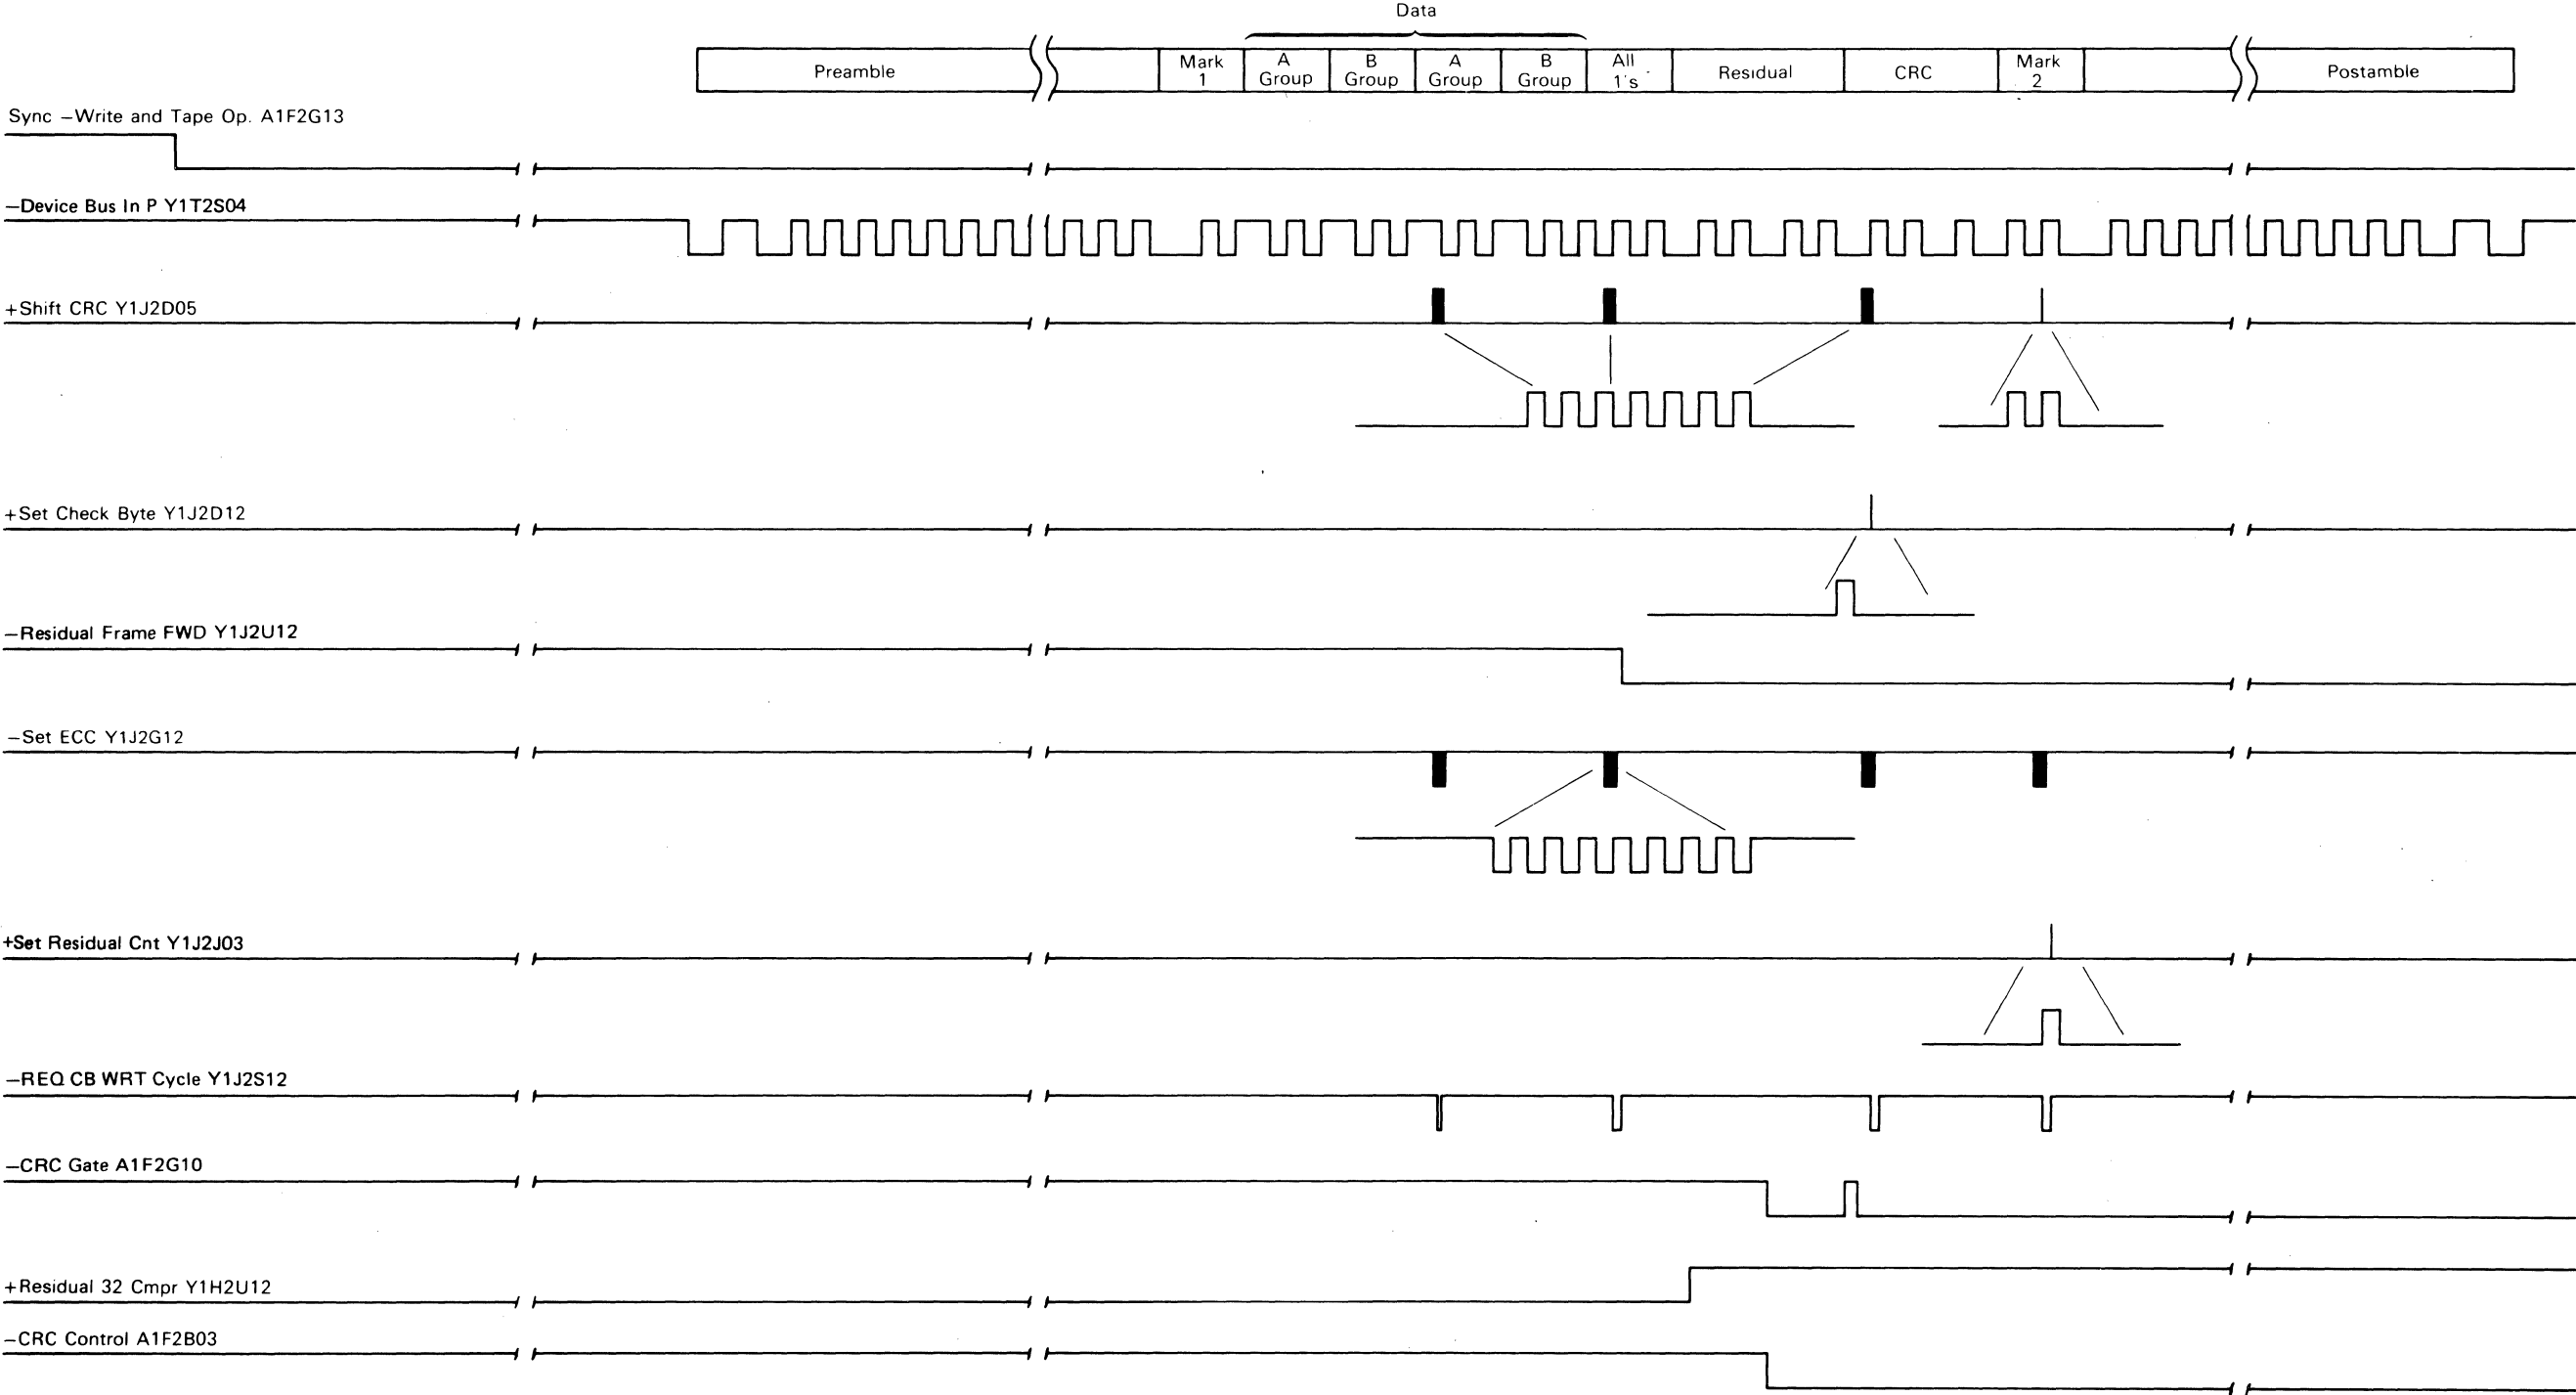 Data
Preamble
Mark 1
A Group
B Group
A Group
B Group
All 1's
Residual
CRC
Mark 2
Postamble
Sync —Write and Tape Op. A1F2G13
—Device Bus In P Y1T2S04
+Shift CRC Y1J2D05
+Set Check Byte Y1J2D12
—Residual Frame FWD Y1J2U12
—Set ECC Y1J2G12
+Set Residual Cnt Y1J2J03
—REQ CB WRT Cycle Y1J2S12
—CRC Gate A1F2G10
+Residual 32 Cmpr Y1H2U12
—CRC Control A1F2B03